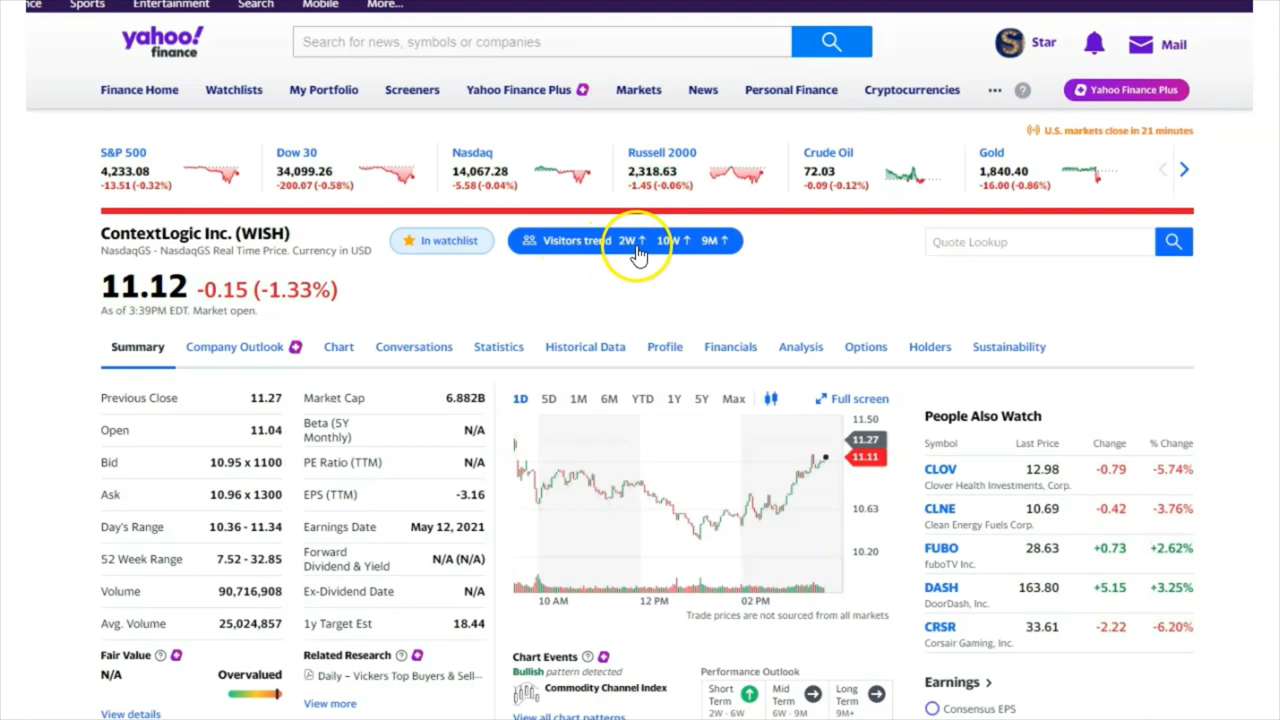 Sports Entertainment Search Mobile More...
yahoo!
finance
Search for news, symbols or companies
S Star Mail
Finance Home Watchlists My Portfolio Screeners Yahoo Finance Plus Markets News Personal Finance Cryptocurrencies ... ? Yahoo Finance Plus
U.S. markets close in 21 minutes
S&P 500
4,233.08
-13.51 (-0.32%)
Dow 30
34,099.26
-200.07 (-0.58%)
Nasdaq
14,067.28
-5.58 (-0.04%)
Russell 2000
2,318.63
-1.45 (-0.06%)
Crude Oil
72.03
-0.09 (-0.12%)
Gold
1,840.40
-16.00 (-0.86%)
ContextLogic Inc. (WISH)
NasdaqGS - NasdaqGS Real Time Price. Currency in USD
In watchlist
Visitors trend 2W↑ 10W↑ 9M↑
Quote Lookup
11.12 -0.15 (-1.33%)
As of 3:39PM EDT. Market open.
Summary Company Outlook Chart Conversations Statistics Historical Data Profile Financials Analysis Options Holders Sustainability
Previous Close 11.27
Open 11.04
Bid 10.95 x 1100
Ask 10.96 x 1300
Day's Range 10.36 - 11.34
52 Week Range 7.52 - 32.85
Volume 90,716,908
Avg. Volume 25,024,857
Market Cap 6.882B
Beta (5Y
Monthly) N/A
PE Ratio (TTM) N/A
EPS (TTM) -3.16
Earnings Date May 12, 2021
Forward
Dividend & Yield N/A (N/A)
Ex-Dividend Date N/A
1y Target Est 18.44
Fair Value ?
N/A Overvalued
View details
Related Research ?
Daily – Vickers Top Buyers & Sell...
View more
1D 5D 1M 6M YTD 1Y 5Y Max Full screen
11.50
11.27
11.11
10.63
10.20
10 AM 12 PM 02 PM
Trade prices are not sourced from all markets
Chart Events ?
Bullish pattern detected
Commodity Channel Index
View all chart patterns
Performance Outlook
Short
Term
2W - 6W
Mid
Term
6W - 9M
Long
Term
9M+
People Also Watch
Symbol Last Price Change % Change
CLOV 12.98 -0.79 -5.74%
Clover Health Investments, Corp.
CLNE 10.69 -0.42 -3.76%
Clean Energy Fuels Corp.
FUBO 28.63 +0.73 +2.62%
fuboTV Inc.
DASH 163.80 +5.15 +3.25%
DoorDash, Inc.
CRSR 33.61 -2.22 -6.20%
Corsair Gaming, Inc.
Earnings >
Consensus EPS